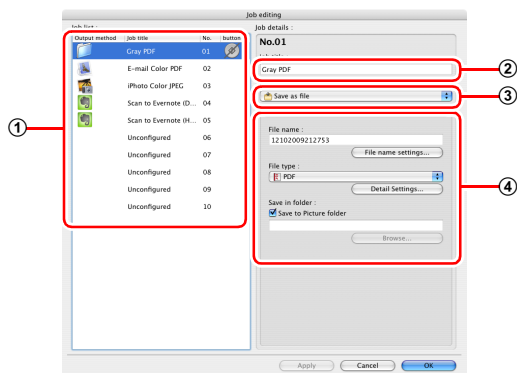 Job editing
Job list :
Output method Job title No. button
Gray PDF 01
E-mail Color PDF 02
iPhoto Color JPEG 03
Scan to Evernote (D... 04
Scan to Evernote (H... 05
Unconfigured 06
Unconfigured 07
Unconfigured 08
Unconfigured 09
Unconfigured 10
1
Job details :
No.01
Job title :
Gray PDF
2
Save as file
3
File name :
12102009212753
File name settings...
File type :
PDF
Detail Settings...
4
Save in folder :
Save to Picture folder
Browse...
Apply Cancel OK